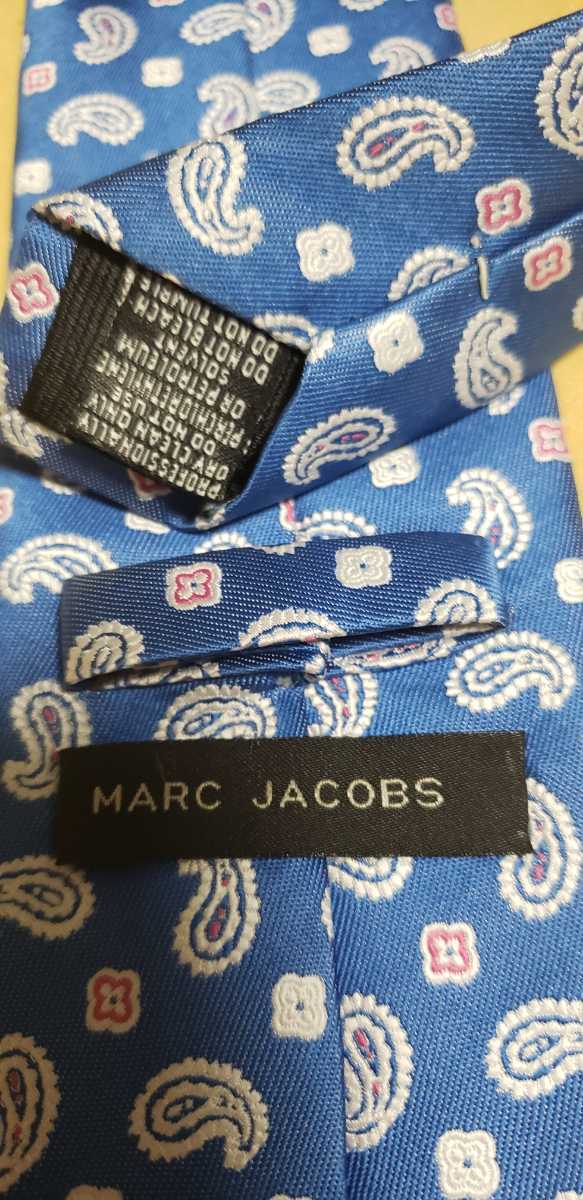 PROFESSIONALLY
DRY CLEAN ONLY
DO NOT USE
OR PETROLEUM
SOLVENT
DO NOT BLEACH
DO NOT TUMBLE
MARC JACOBS